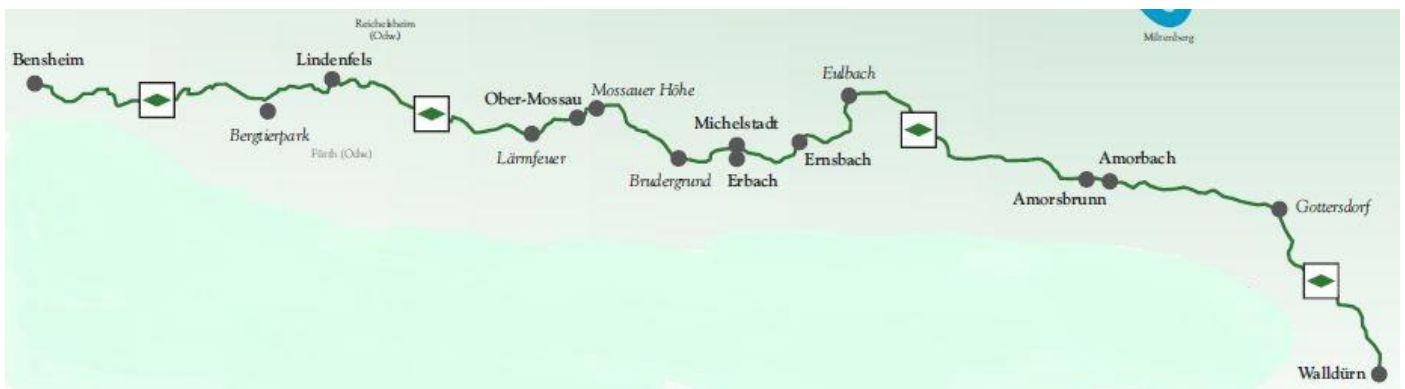 Reichelsheim
(Odw.)
Miltenberg
Bensheim
Lindenfels
Eulbach
Mossauer Höhe
Ober-Mossau
Michelstadt
Bergtierpark
Fürth (Odw.)
Lärmfeuer
Ernsbach
Amorbach
Brudergrund
Erbach
Amorsbrunn
Gottersdorf
Walldürn